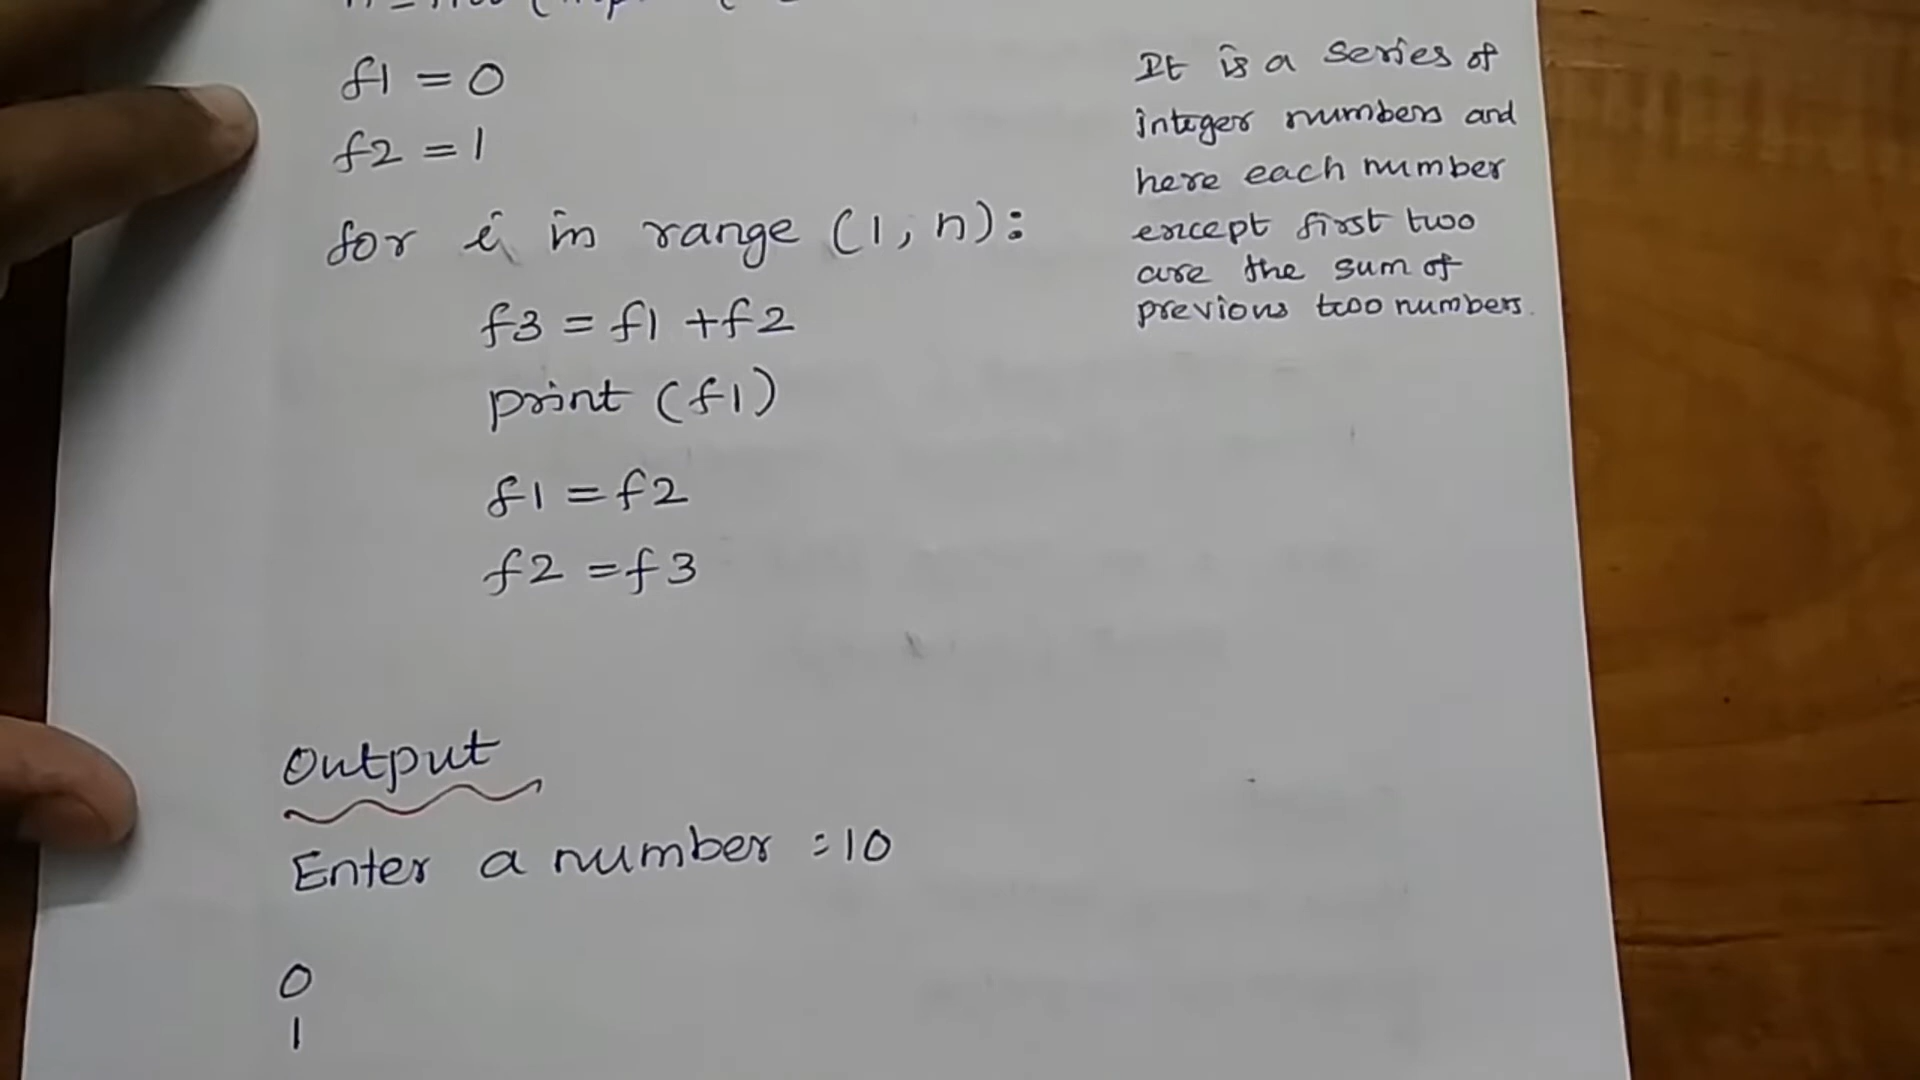 f1 = 0
f2 = 1
for i in range (1, n):
f3 = f1 + f2
print (f1)
f1 = f2
f2 = f3
It is a series of
integer numbers and
here each number
except first two
are the sum of
previous two numbers.
Output
Enter a number : 10
0
1